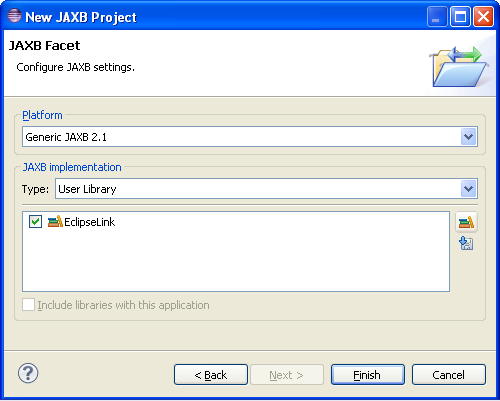 New JAXB Project
JAXB Facet
Configure JAXB settings.
Platform
Generic JAXB 2.1
JAXB implementation
Type: User Library
EclipseLink
Include libraries with this application
? < Back Next > Finish Cancel